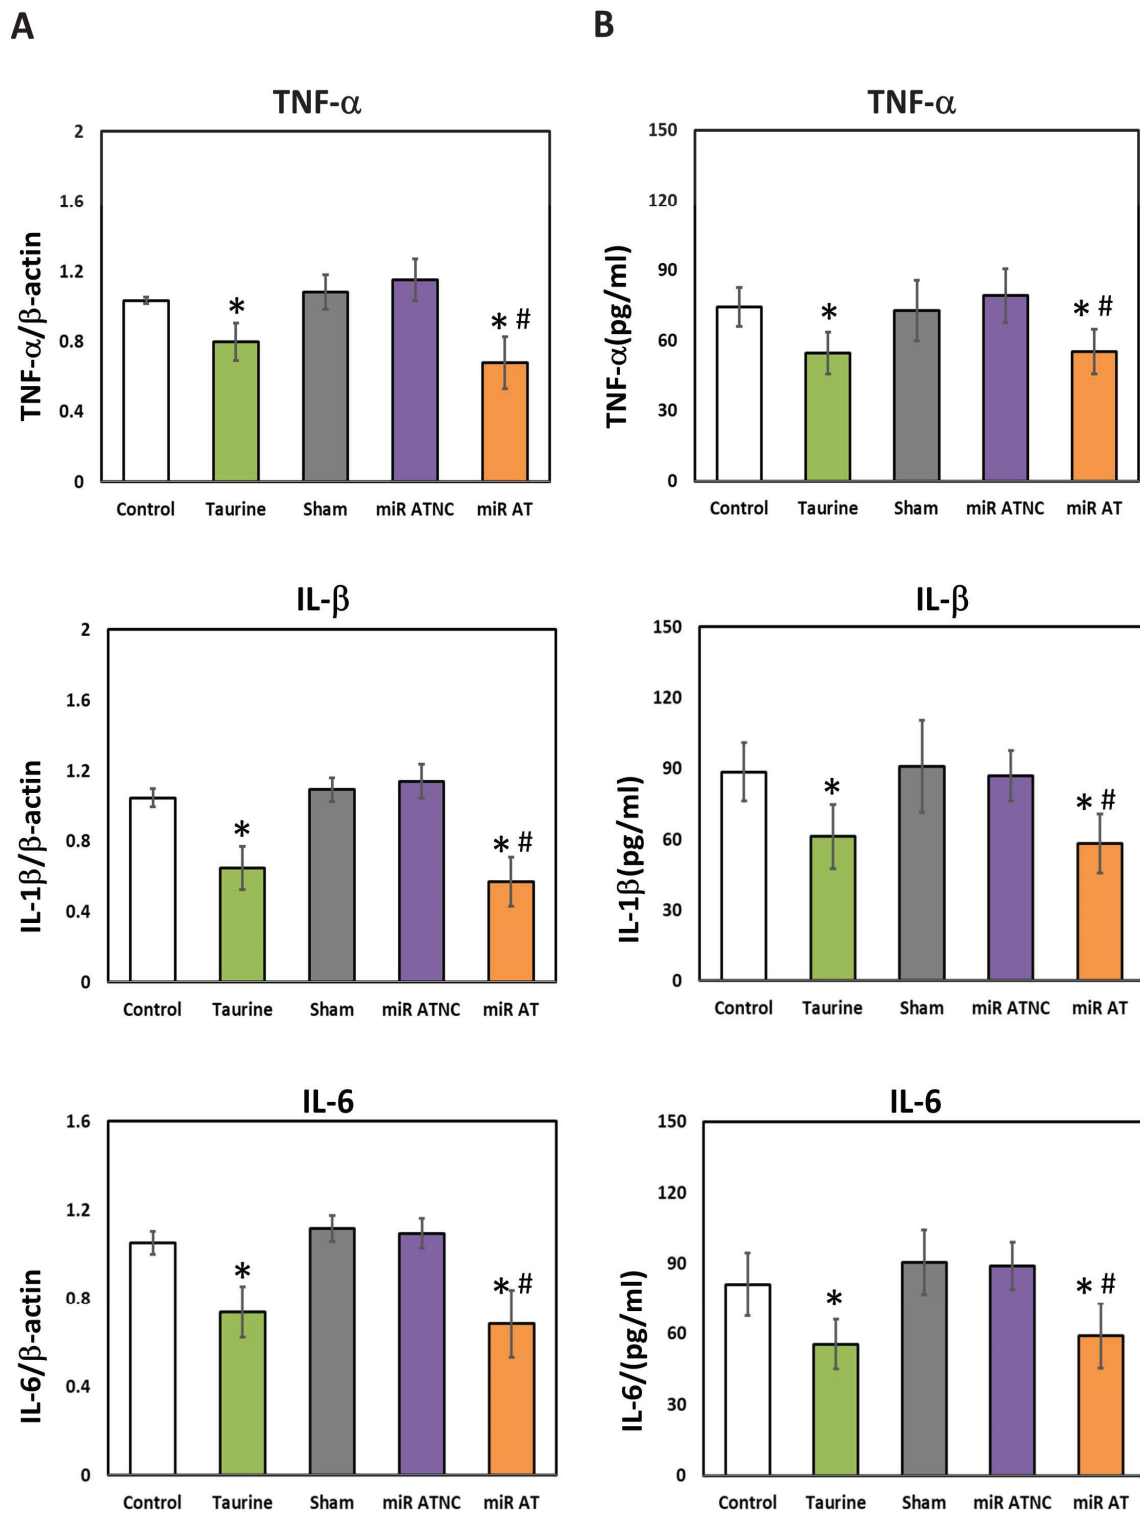 A
B
TNF-α
TNF-α/β-actin
2
1.6
1.2
0.8
0.4
0
*
* #
Control Taurine Sham miR ATNC miR AT
TNF-α
TNF-α(pg/ml)
150
120
90
60
30
0
*
* #
Control Taurine Sham miR ATNC miR AT
IL-β
IL-1β/β-actin
2
1.6
1.2
0.8
0.4
0
*
* #
Control Taurine Sham miR ATNC miR AT
IL-β
IL-1β(pg/ml)
150
120
90
60
30
0
*
* #
Control Taurine Sham miR ATNC miR AT
IL-6
IL-6/β-actin
1.6
1.2
0.8
0.4
0
*
* #
Control Taurine Sham miR ATNC miR AT
IL-6
IL-6/(pg/ml)
150
120
90
60
30
0
*
* #
Control Taurine Sham miR ATNC miR AT